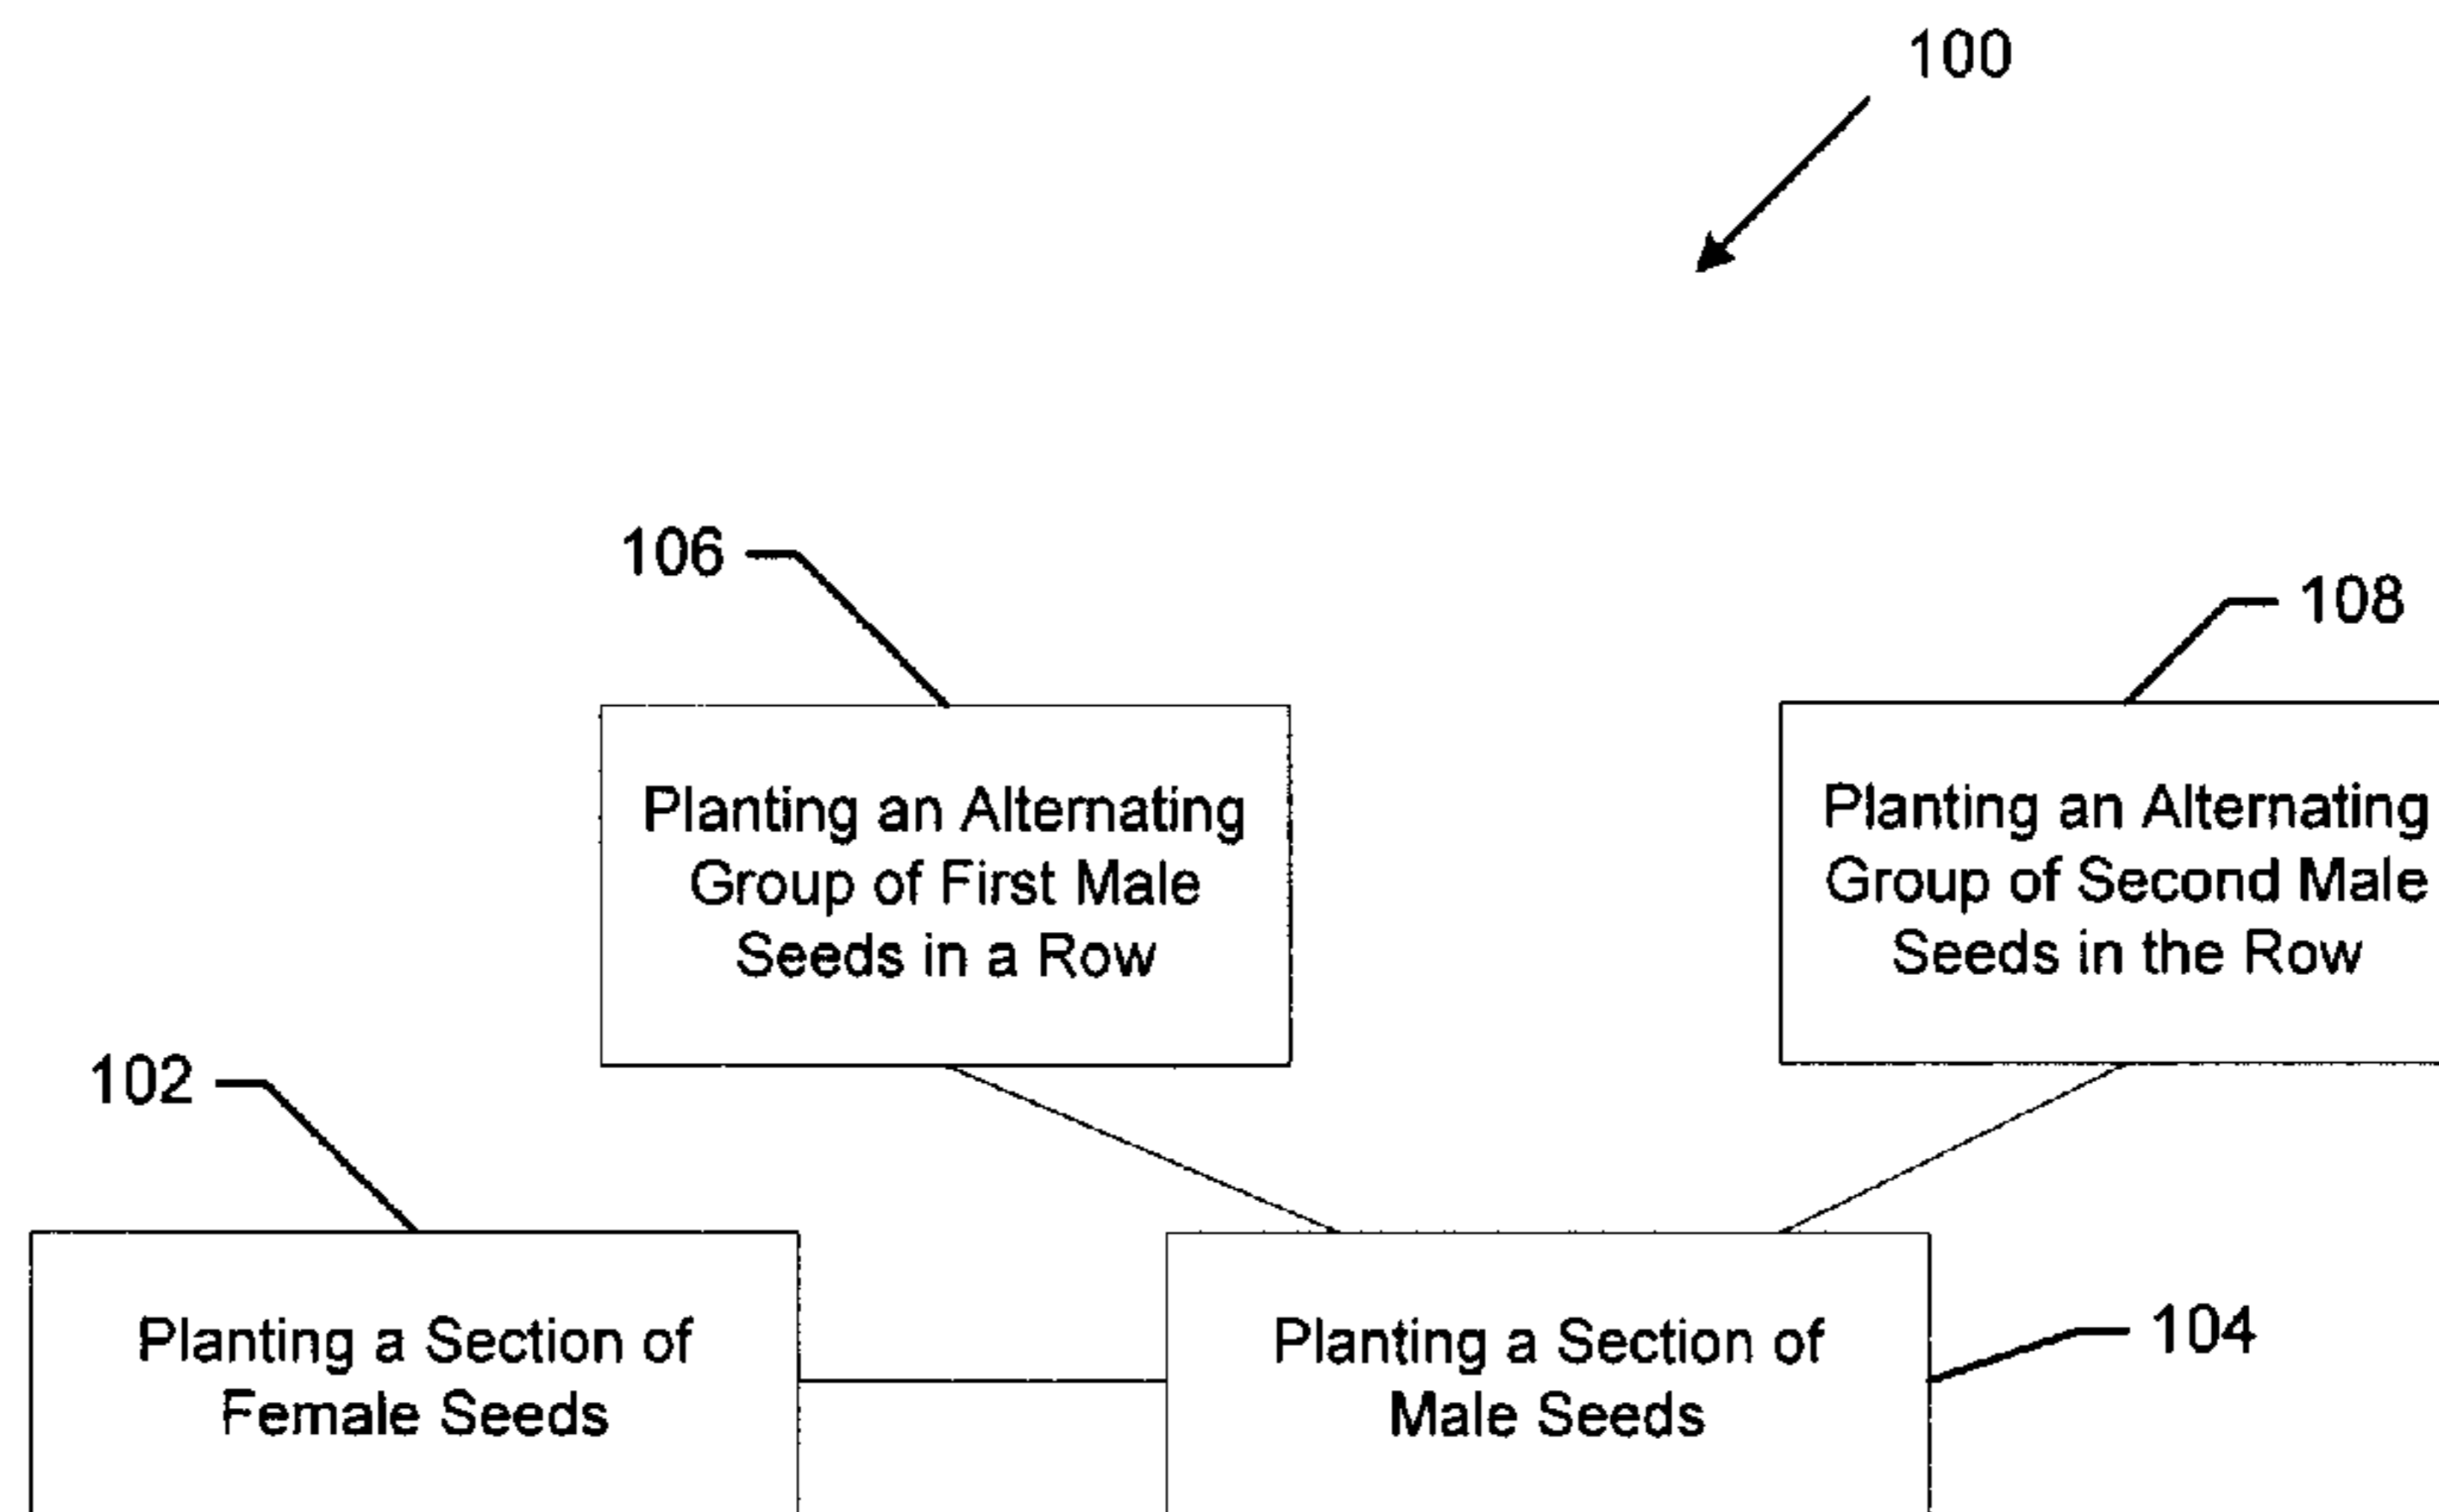 100
106
108
Planting an Alternating
Group of First Male
Seeds in a Row
Planting an Alternating
Group of Second Male
Seeds in the Row
102
Planting a Section of
Female Seeds
Planting a Section of
Male Seeds
104